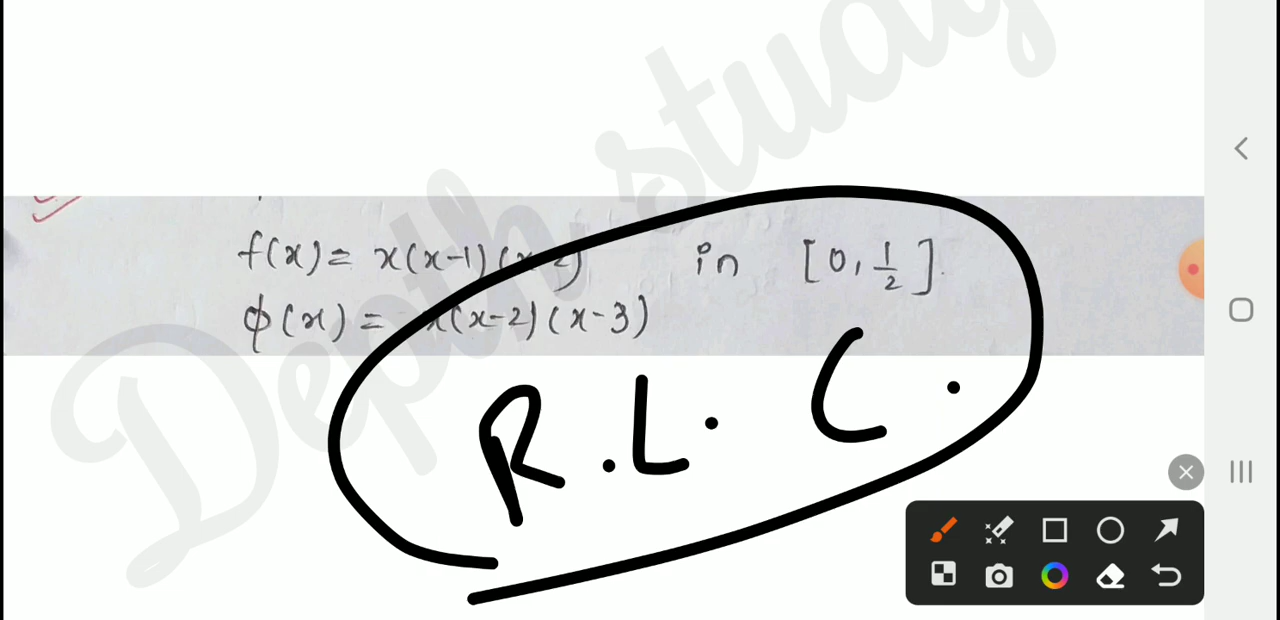 Depth study
f(x) = x(x-1)(x-2) in [0, 1/2].
φ(x) = x(x-2)(x-3)
R.L.C.